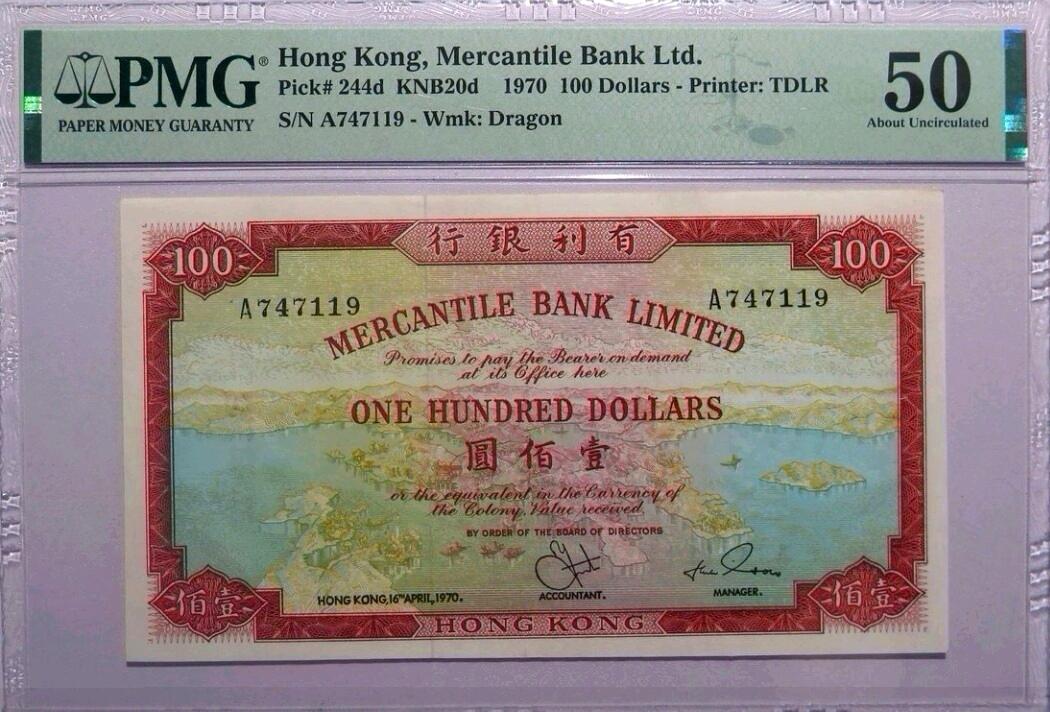 PMG®
PAPER MONEY GUARANTY
Hong Kong, Mercantile Bank Ltd.
Pick# 244d KNB20d 1970 100 Dollars - Printer: TDLR
S/N A747119 - Wmk: Dragon
50
About Uncirculated
100
行銀利有
100
A747119
A747119
MERCANTILE BANK LIMITED
Promises to pay the Bearer on demand
at its Office here
ONE HUNDRED DOLLARS
圓佰壹
or the equivalent in the Currency of
the Colony, Value received.
BY ORDER OF THE BOARD OF DIRECTORS
HONG KONG, 16TH APRIL, 1970.
ACCOUNTANT.
MANAGER.
佰壹
HONG KONG
佰壹